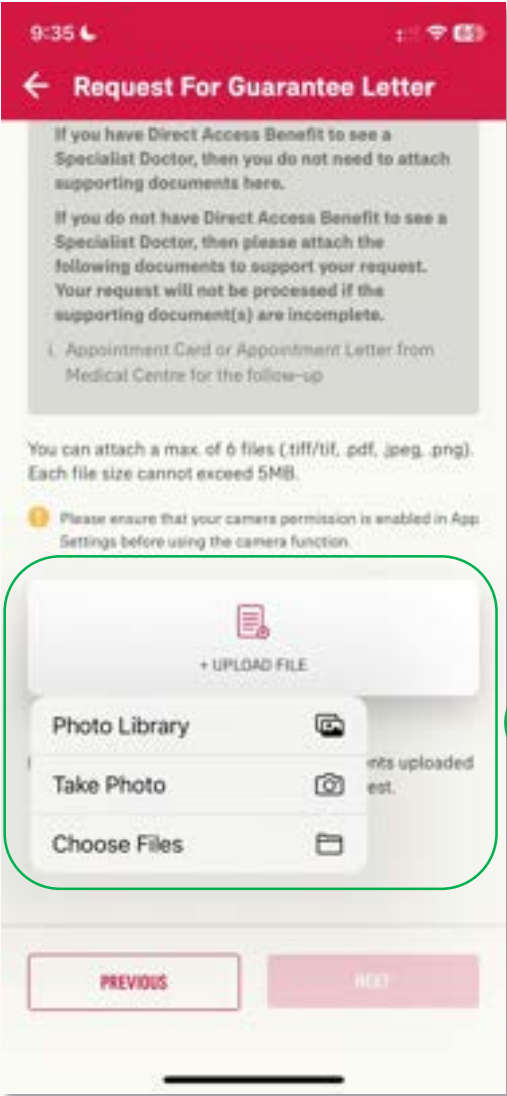 9:35
65
Request For Guarantee Letter
If you have Direct Access Benefit to see a
Specialist Doctor, then you do not need to attach
supporting documents here.
If you do not have Direct Access Benefit to see a
Specialist Doctor, then please attach the
following documents to support your request.
Your request will not be processed if the
supporting document(s) are incomplete.
i. Appointment Card or Appointment Letter from
Medical Centre for the follow-up
You can attach a max. of 6 files (.tiff/tif, .pdf, .jpeg, .png).
Each file size cannot exceed 5MB.
Please ensure that your camera permission is enabled in App
Settings before using the camera function.
+ UPLOAD FILE
Photo Library
Take Photo
Choose Files
nts uploaded
est.
PREVIOUS
NEXT